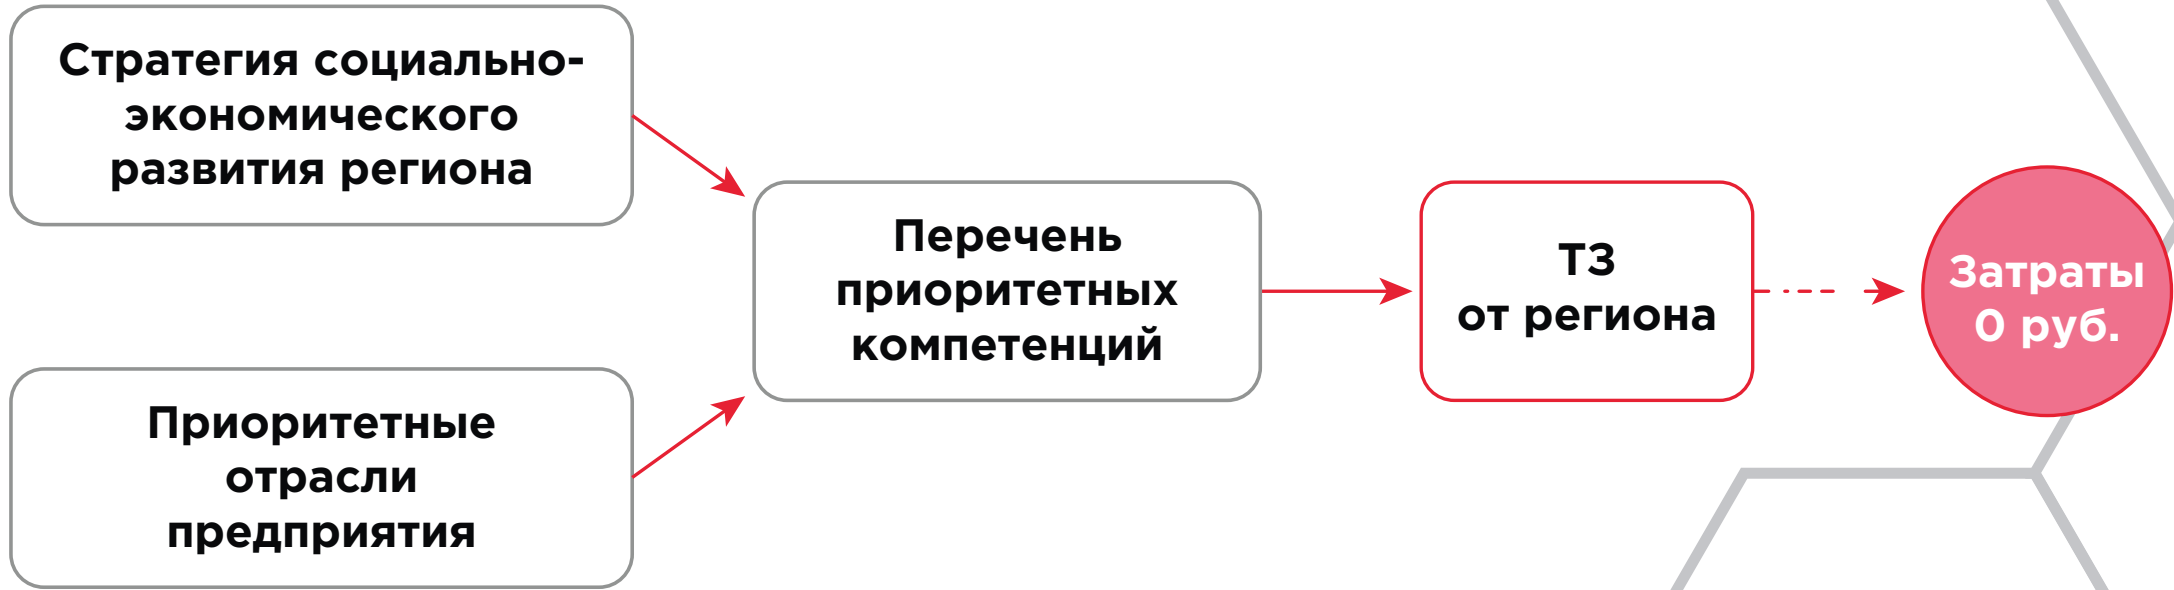 Стратегия социально-
экономического
развития региона
Приоритетные
отрасли
предприятия
Перечень
приоритетных
компетенций
ТЗ
от региона
Затраты
0 руб.